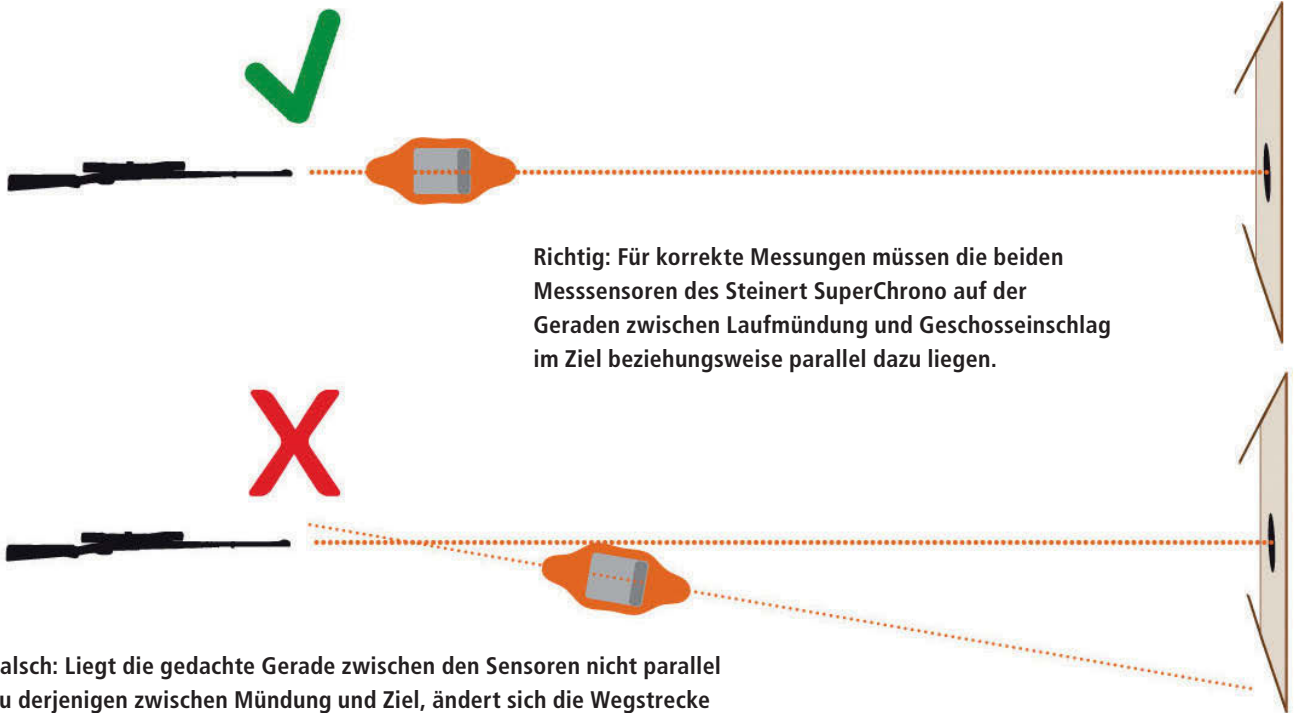 Richtig: Für korrekte Messungen müssen die beiden
Messsensoren des Steinert SuperChrono auf der
Geraden zwischen Laufmündung und Geschosseinschlag
im Ziel beziehungsweise parallel dazu liegen.
alsch: Liegt die gedachte Gerade zwischen den Sensoren nicht parallel
u derjenigen zwischen Mündung und Ziel, ändert sich die Wegstrecke